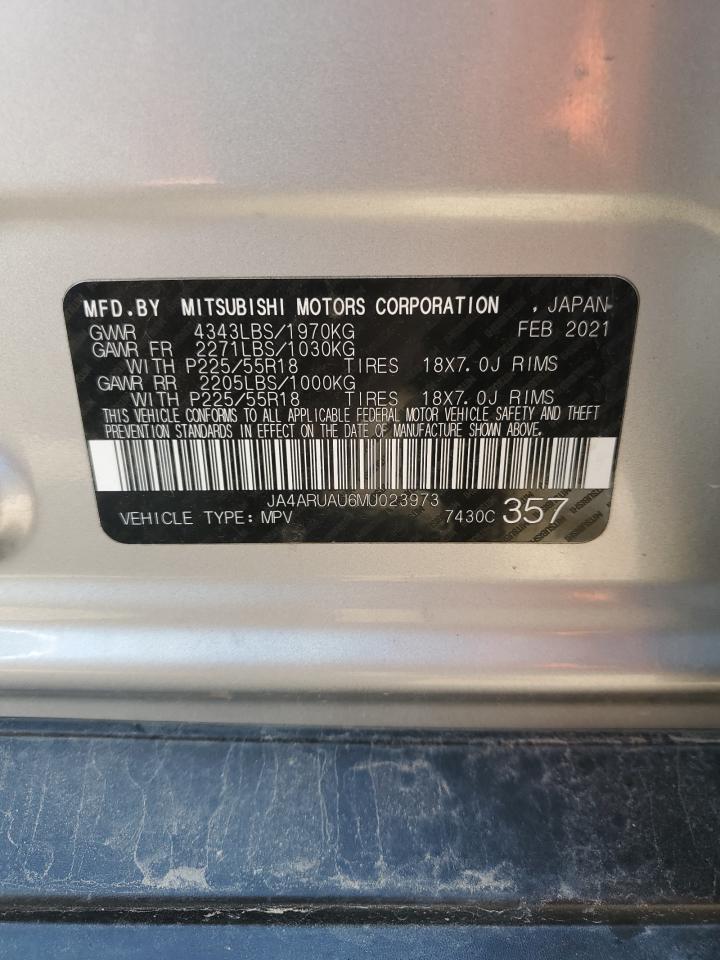 MFD.BY MITSUBISHI MOTORS CORPORATION , JAPAN
GVWR 4343LBS/1970KG FEB 2021
GAWR FR 2271LBS/1030KG
WITH P225/55R18 TIRES 18X7.0J RIMS
GAWR RR 2205LBS/1000KG
WITH P225/55R18 TIRES 18X7.0J RIMS
THIS VEHICLE CONFORMS TO ALL APPLICABLE FEDERAL MOTOR VEHICLE SAFETY AND THEFT
PREVENTION STANDARDS IN EFFECT ON THE DATE OF MANUFACTURE SHOWN ABOVE.
JA4ARUAU6MU023973
VEHICLE TYPE: MPV 7430C 357